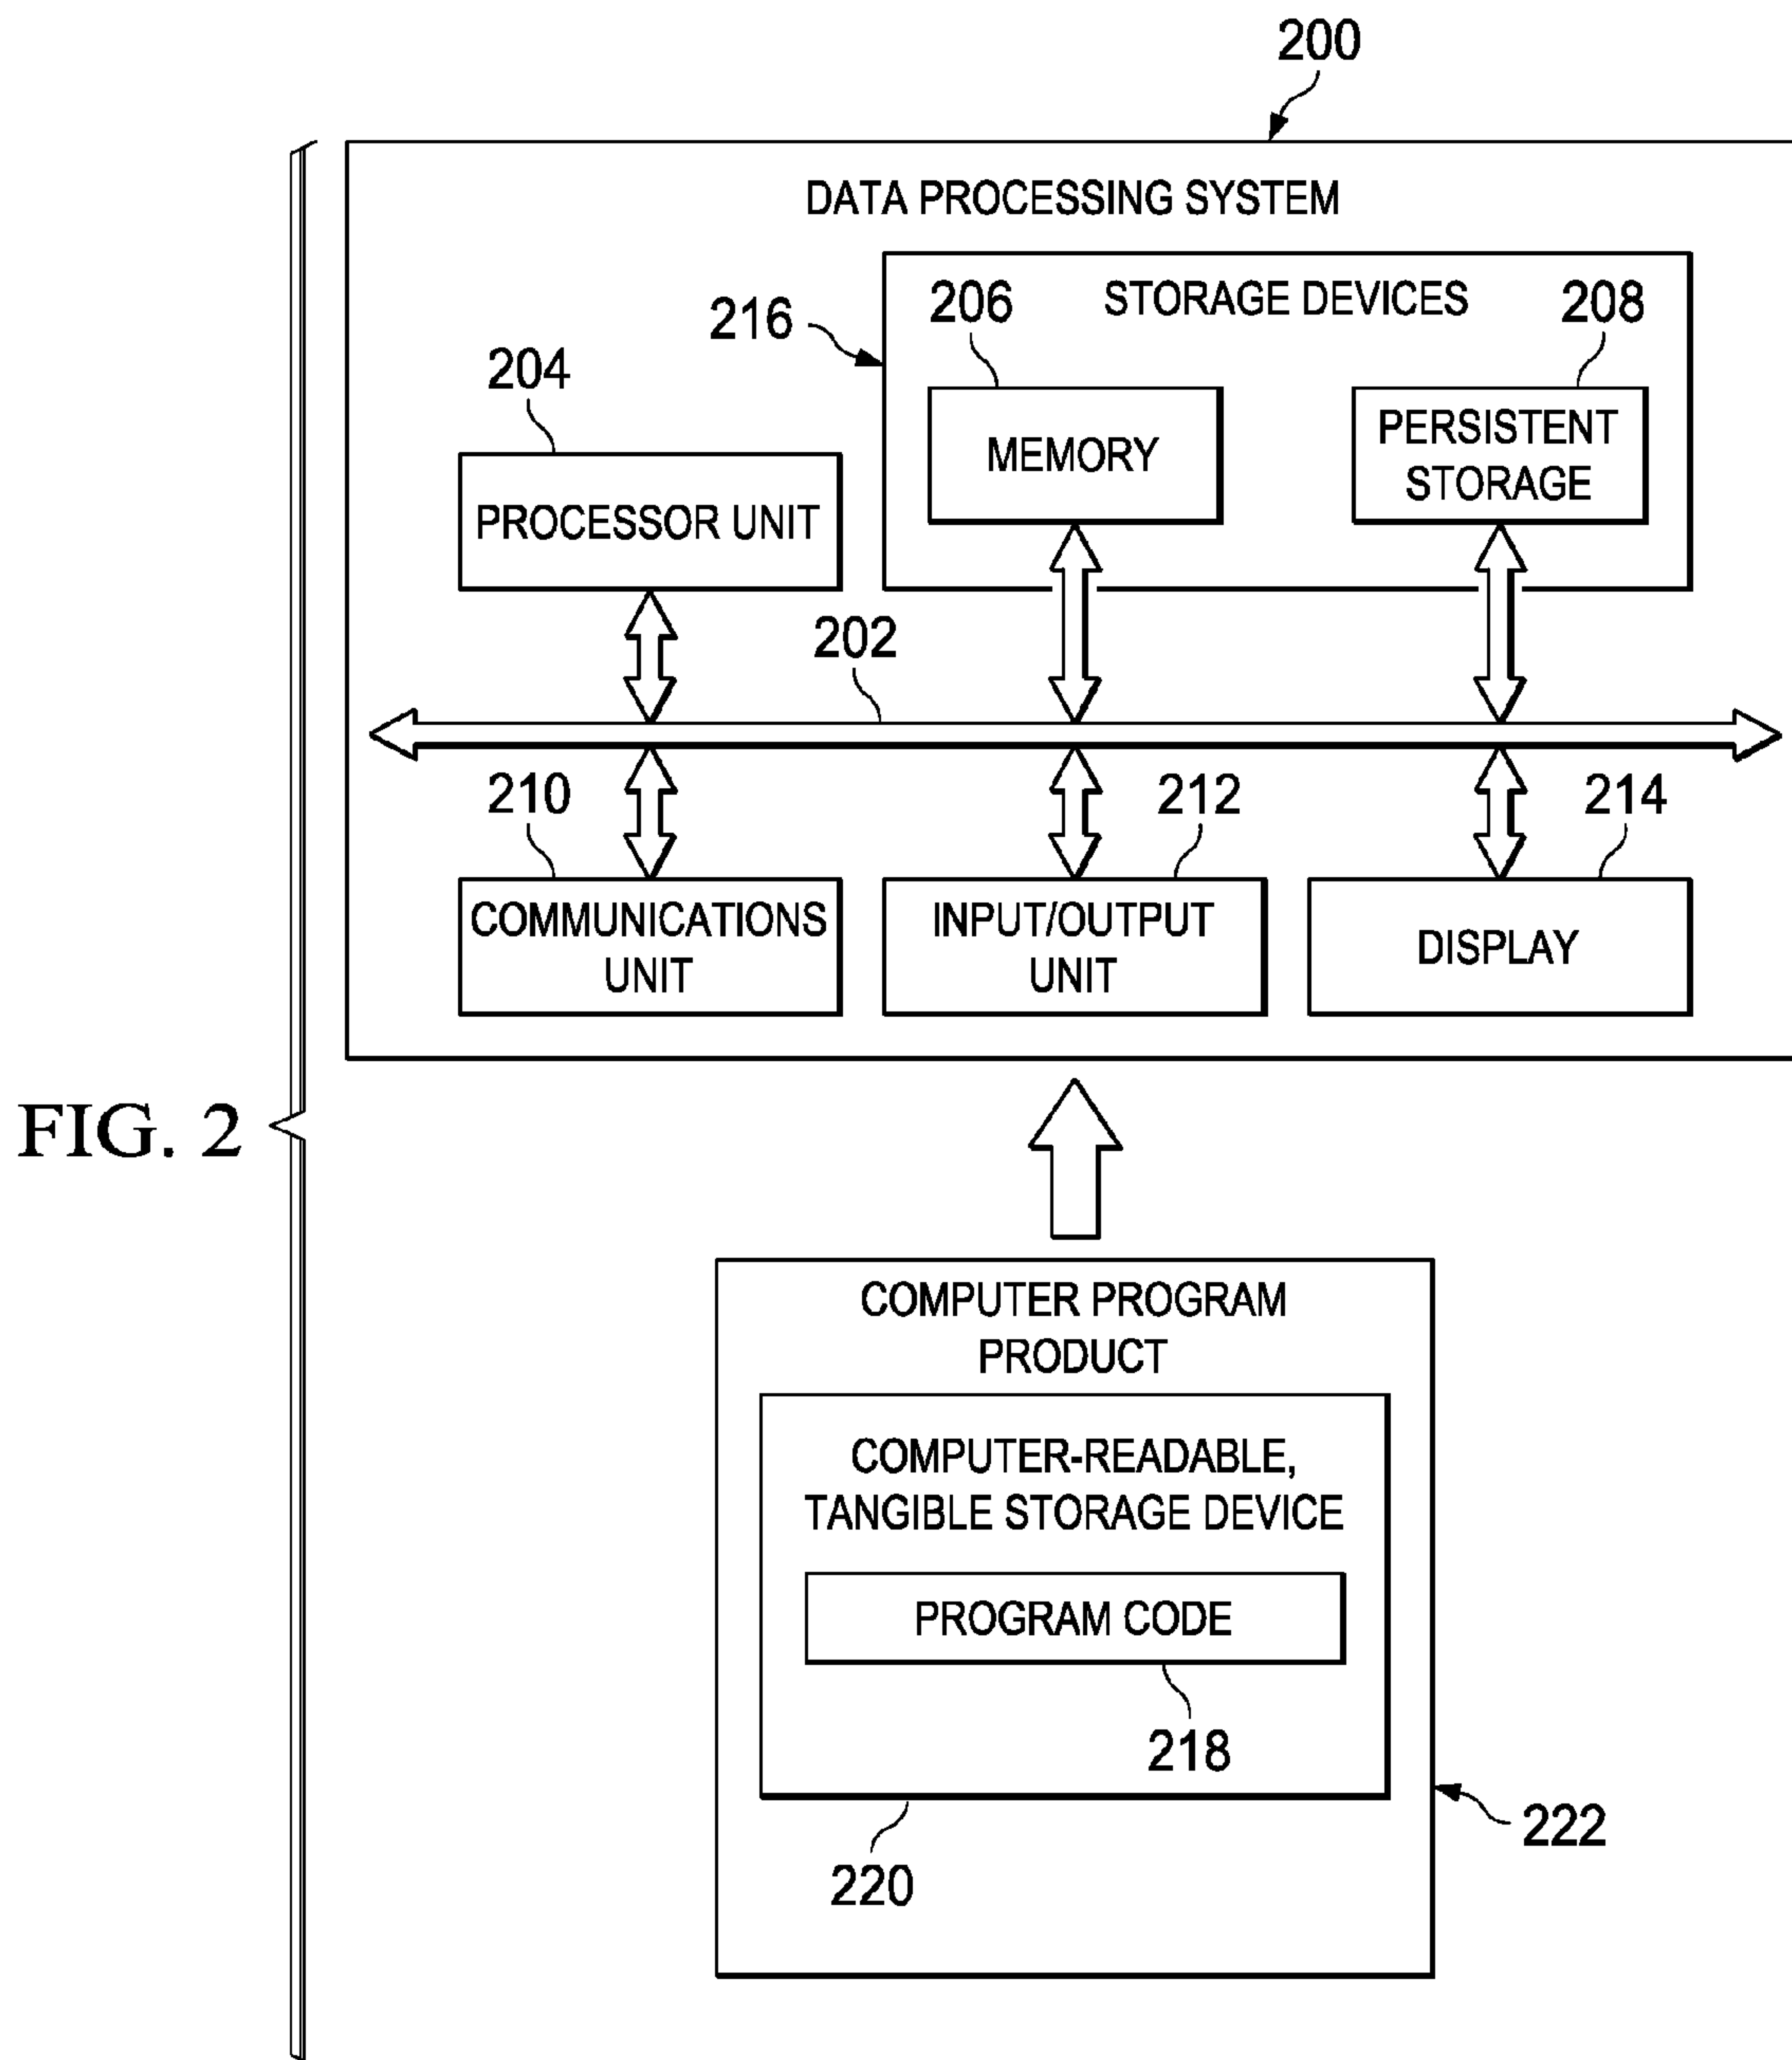 200
DATA PROCESSING SYSTEM
216
206
STORAGE DEVICES
208
204
MEMORY
PERSISTENT
STORAGE
PROCESSOR UNIT
202
210
212
214
COMMUNICATIONS
UNIT
INPUT/OUTPUT
UNIT
DISPLAY
FIG. 2
COMPUTER PROGRAM
PRODUCT
COMPUTER-READABLE,
TANGIBLE STORAGE DEVICE
PROGRAM CODE
218
220
222